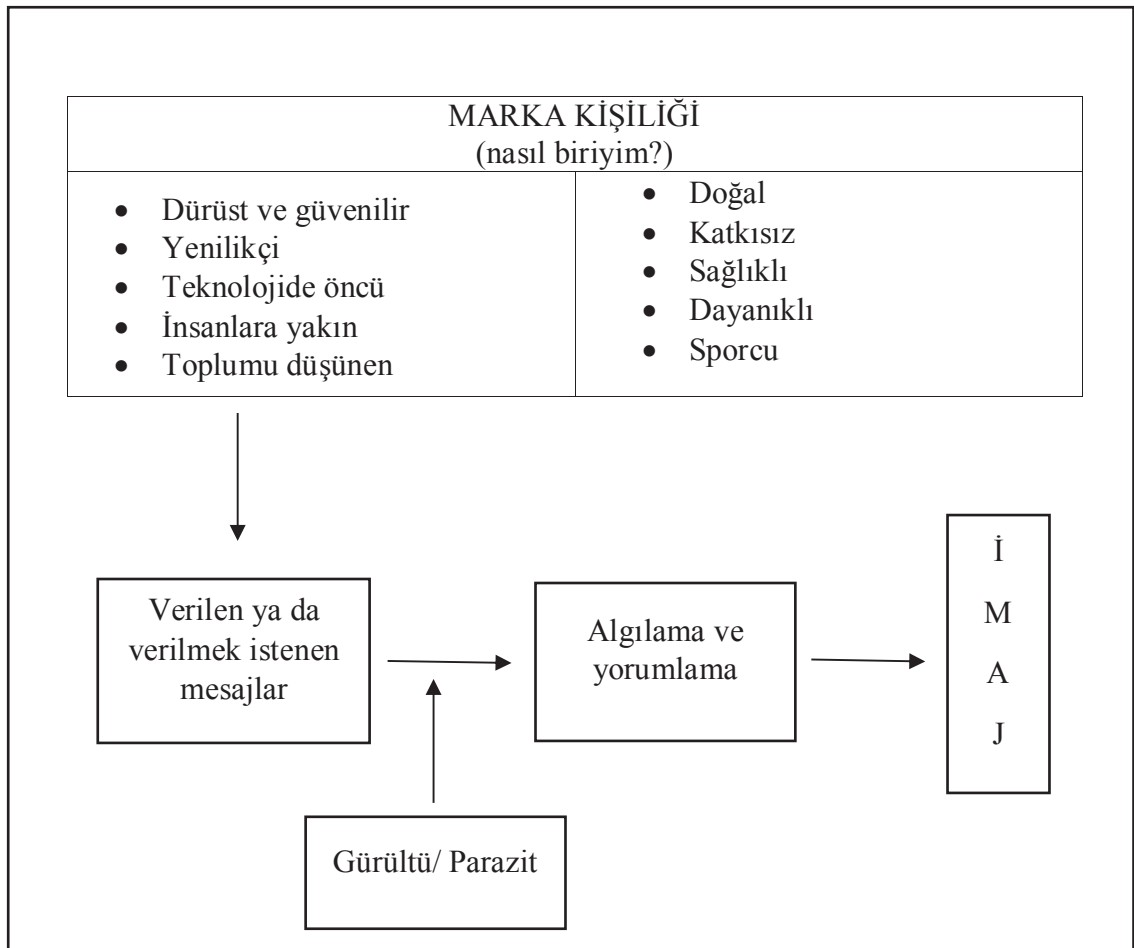 MARKA KİŞİLİĞİ
(nasıl biriyim?)
• Dürüst ve güvenilir
• Yenilikçi
• Teknolojide öncü
• İnsanlara yakın
• Toplumu düşünen
• Doğal
• Katkısız
• Sağlıklı
• Dayanıklı
• Sporcu
Verilen ya da
verilmek istenen
mesajlar
Algılama ve
yorumlama
İ
M
A
J
Gürültü/ Parazit